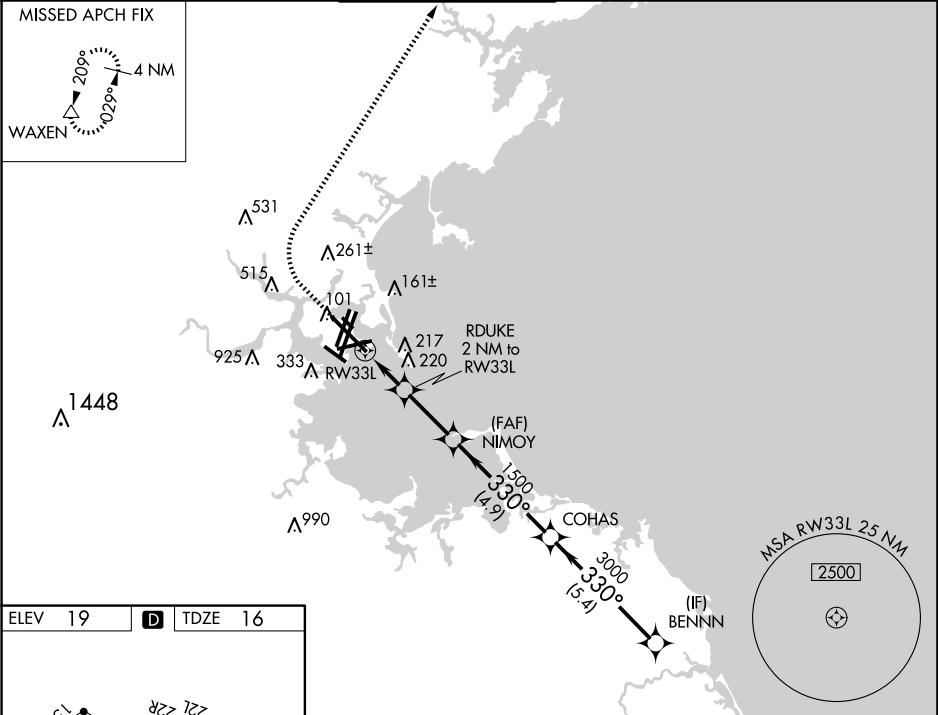 MISSED APCH FIX
209°
4 NM
029°
WAXEN
531
261±
515
161±
101
217
220
925
333
RW33L
RDUKE
2 NM to
RW33L
1448
(FAF)
NIMOY
1500
330°
(4.9)
990
COHAS
3000
330°
(5.4)
(IF)
BENNN
MSA RW33L 25 NM
2500
ELEV 19
D
TDZE 16
22R
22L